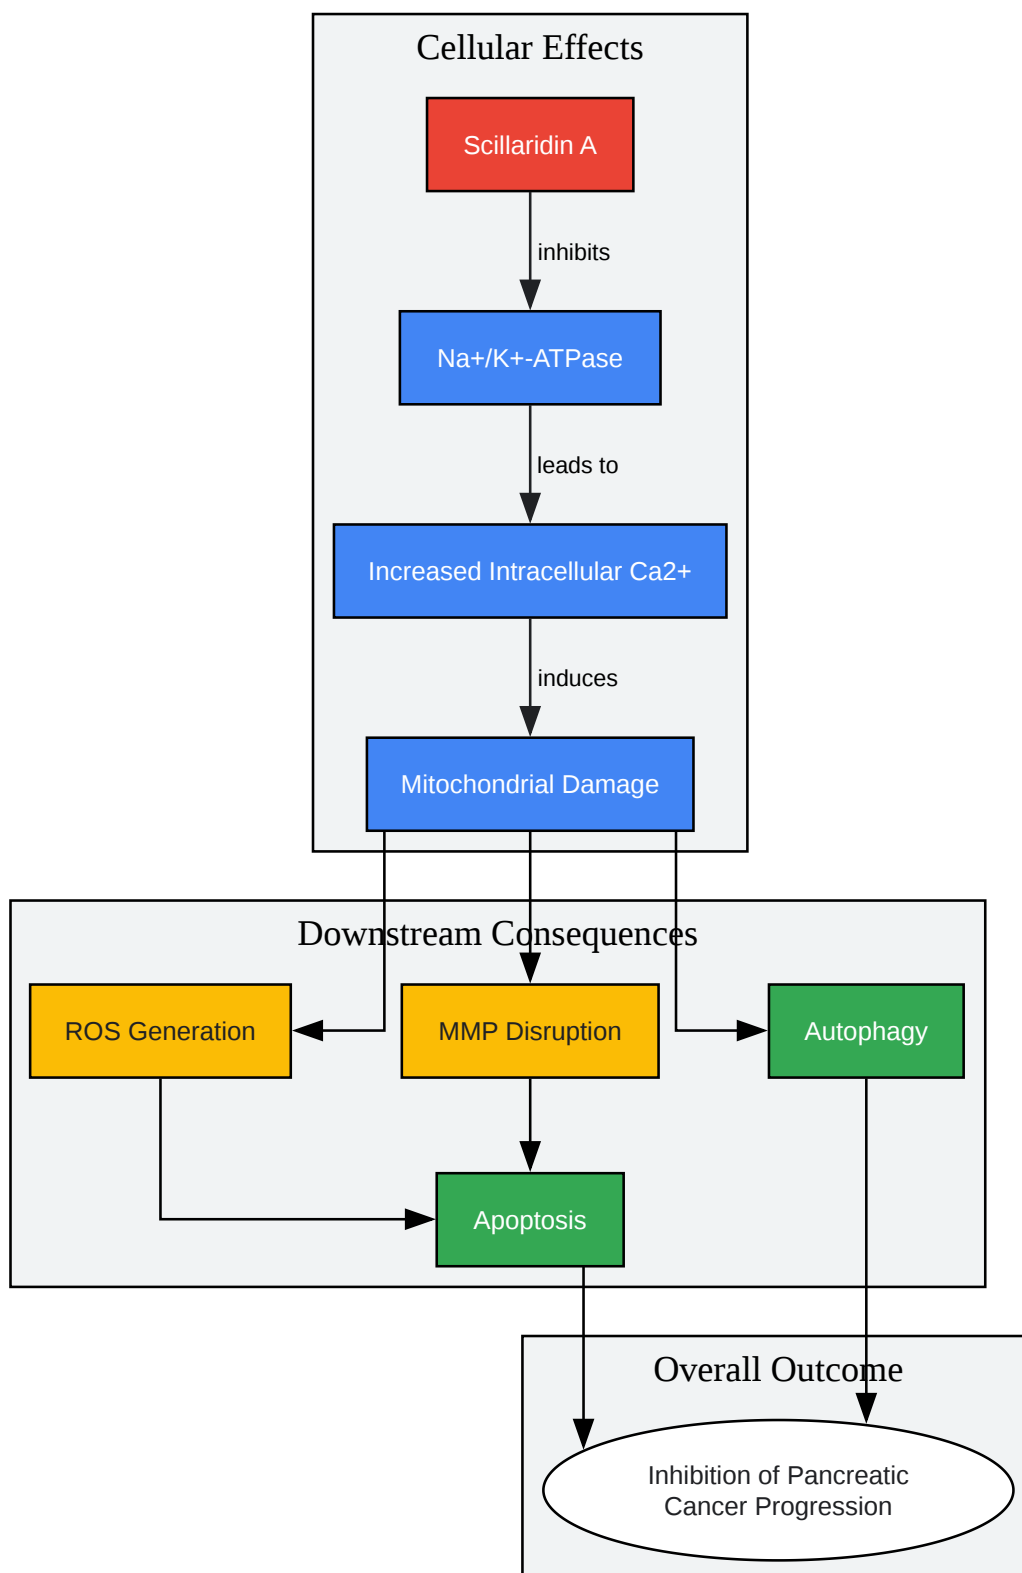 Cellular Effects
Scillaridin A
inhibits
Na+/K+-ATPase
leads to
Increased Intracellular Ca2+
induces
Mitochondrial Damage
Downstream Consequences
ROS Generation
MMP Disruption
Autophagy
Apoptosis
Overall Outcome
Inhibition of Pancreatic
Cancer Progression